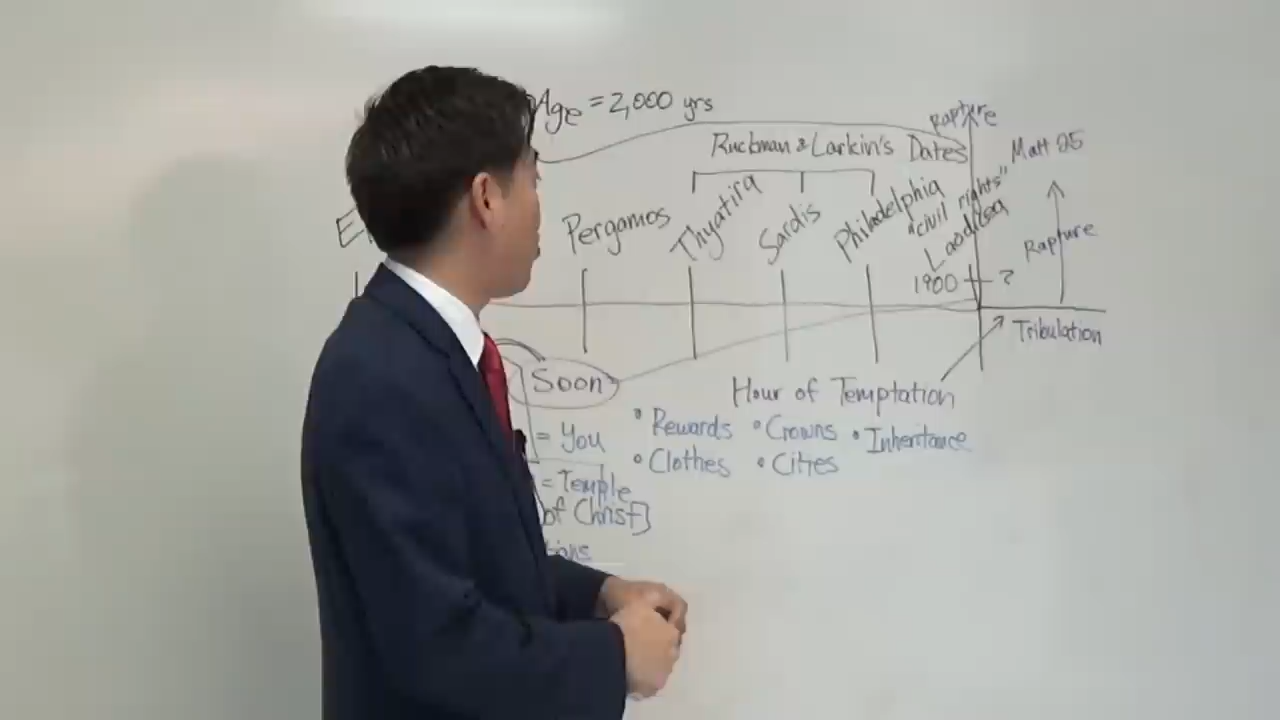 Age = 2,000 yrs
Rapture
Ruckman & Larkin's Dates
Matt 25
Pergamos
Thyatira
Sardis
Philadelphia
"civil rights"
Laodicea
Rapture
1900
?
Tribulation
Soon
Hour of Temptation
= You
• Rewards • Crowns • Inheritance
• Clothes • Cities
= Temple
of Christ]